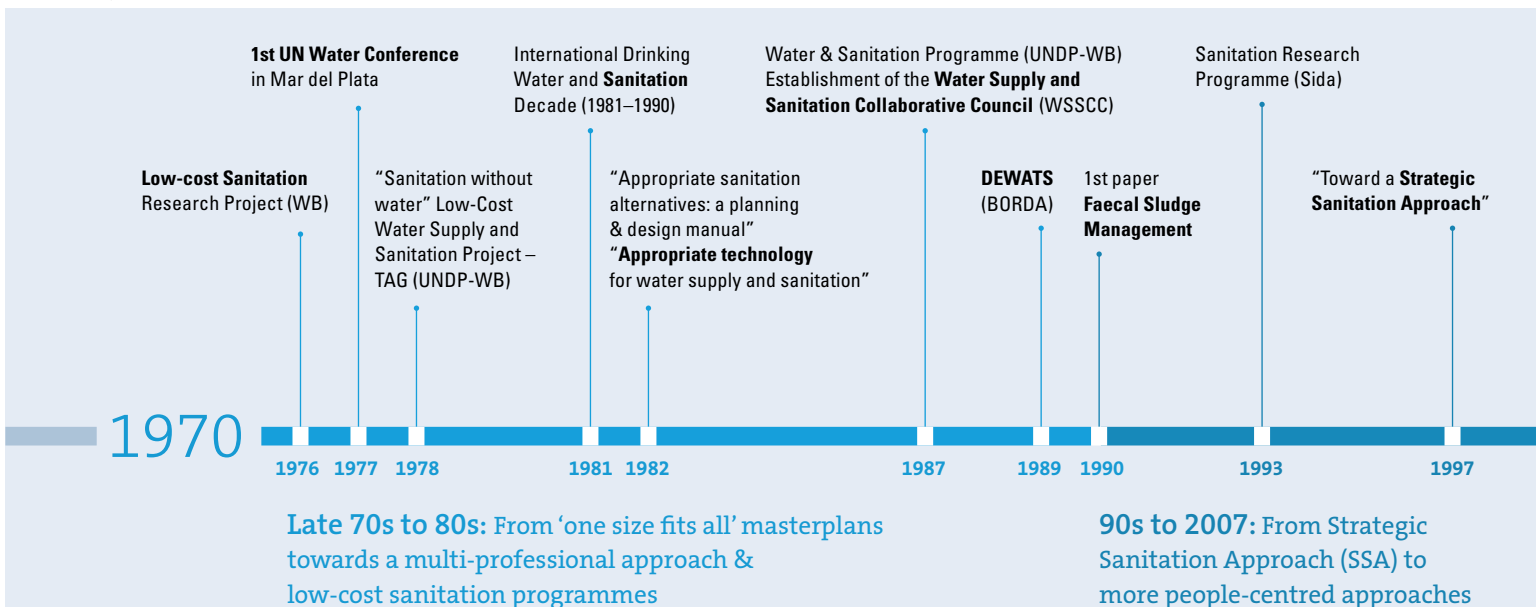 1st UN Water Conference
in Mar del Plata
International Drinking
Water and Sanitation
Decade (1981–1990)
Water & Sanitation Programme (UNDP-WB)
Establishment of the Water Supply and
Sanitation Collaborative Council (WSSCC)
Sanitation Research
Programme (Sida)
Low-cost Sanitation
Research Project (WB)
“Sanitation without
water” Low-Cost
Water Supply and
Sanitation Project –
TAG (UNDP-WB)
“Appropriate sanitation
alternatives: a planning
& design manual”
“Appropriate technology
for water supply and sanitation”
DEWATS
(BORDA)
1st paper
Faecal Sludge
Management
“Toward a Strategic
Sanitation Approach”
1970
1976 1977 1978 1981 1982 1987 1989 1990 1993 1997
Late 70s to 80s: From ‘one size fits all’ masterplans
towards a multi-professional approach &
low-cost sanitation programmes
90s to 2007: From Strategic
Sanitation Approach (SSA) to
more people-centred approaches